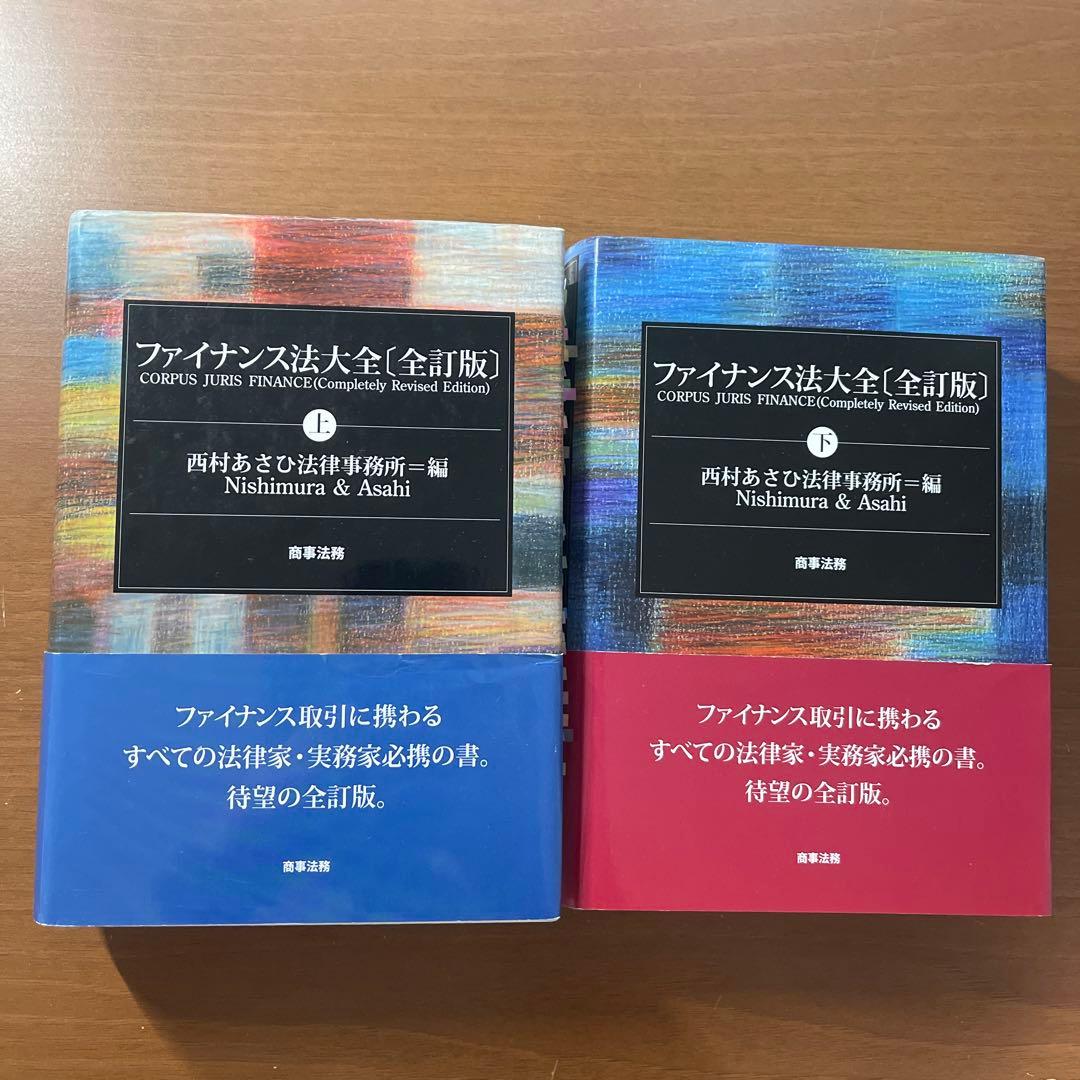 ファイナンス法大全〔全訂版〕
CORPUS JURIS FINANCE(Completely Revised Edition)
上
西村あさひ法律事務所＝編
Nishimura & Asahi
商事法務
ファイナンス取引に携わる
すべての法律家・実務家必携の書。
待望の全訂版。
商事法務
ファイナンス法大全〔全訂版〕
CORPUS JURIS FINANCE(Completely Revised Edition)
下
西村あさひ法律事務所＝編
Nishimura & Asahi
商事法務
ファイナンス取引に携わる
すべての法律家・実務家必携の書。
待望の全訂版。
商事法務